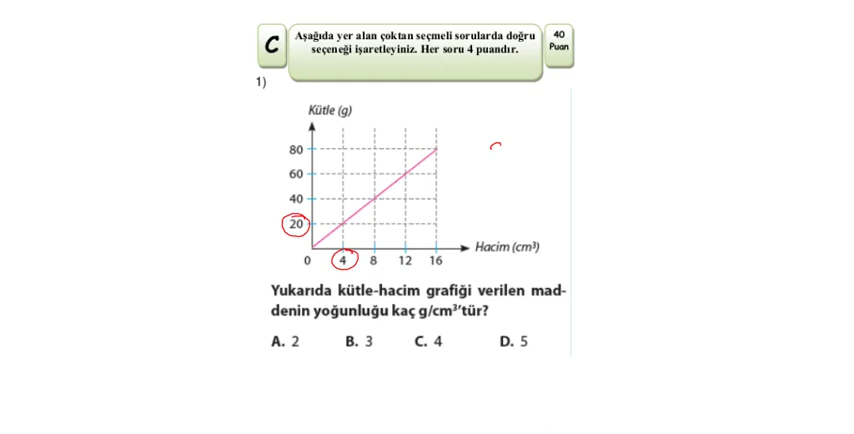 C
Aşağıda yer alan çoktan seçmeli sorularda doğru
seçeneği işaretleyiniz. Her soru 4 puandır.
40
Puan
1)
Kütle (g)
80
60
40
20
0 4 8 12 16
Hacim (cm³)
Yukarıda kütle-hacim grafiği verilen mad-
denin yoğunluğu kaç g/cm³'tür?
A. 2 B. 3 C. 4 D. 5